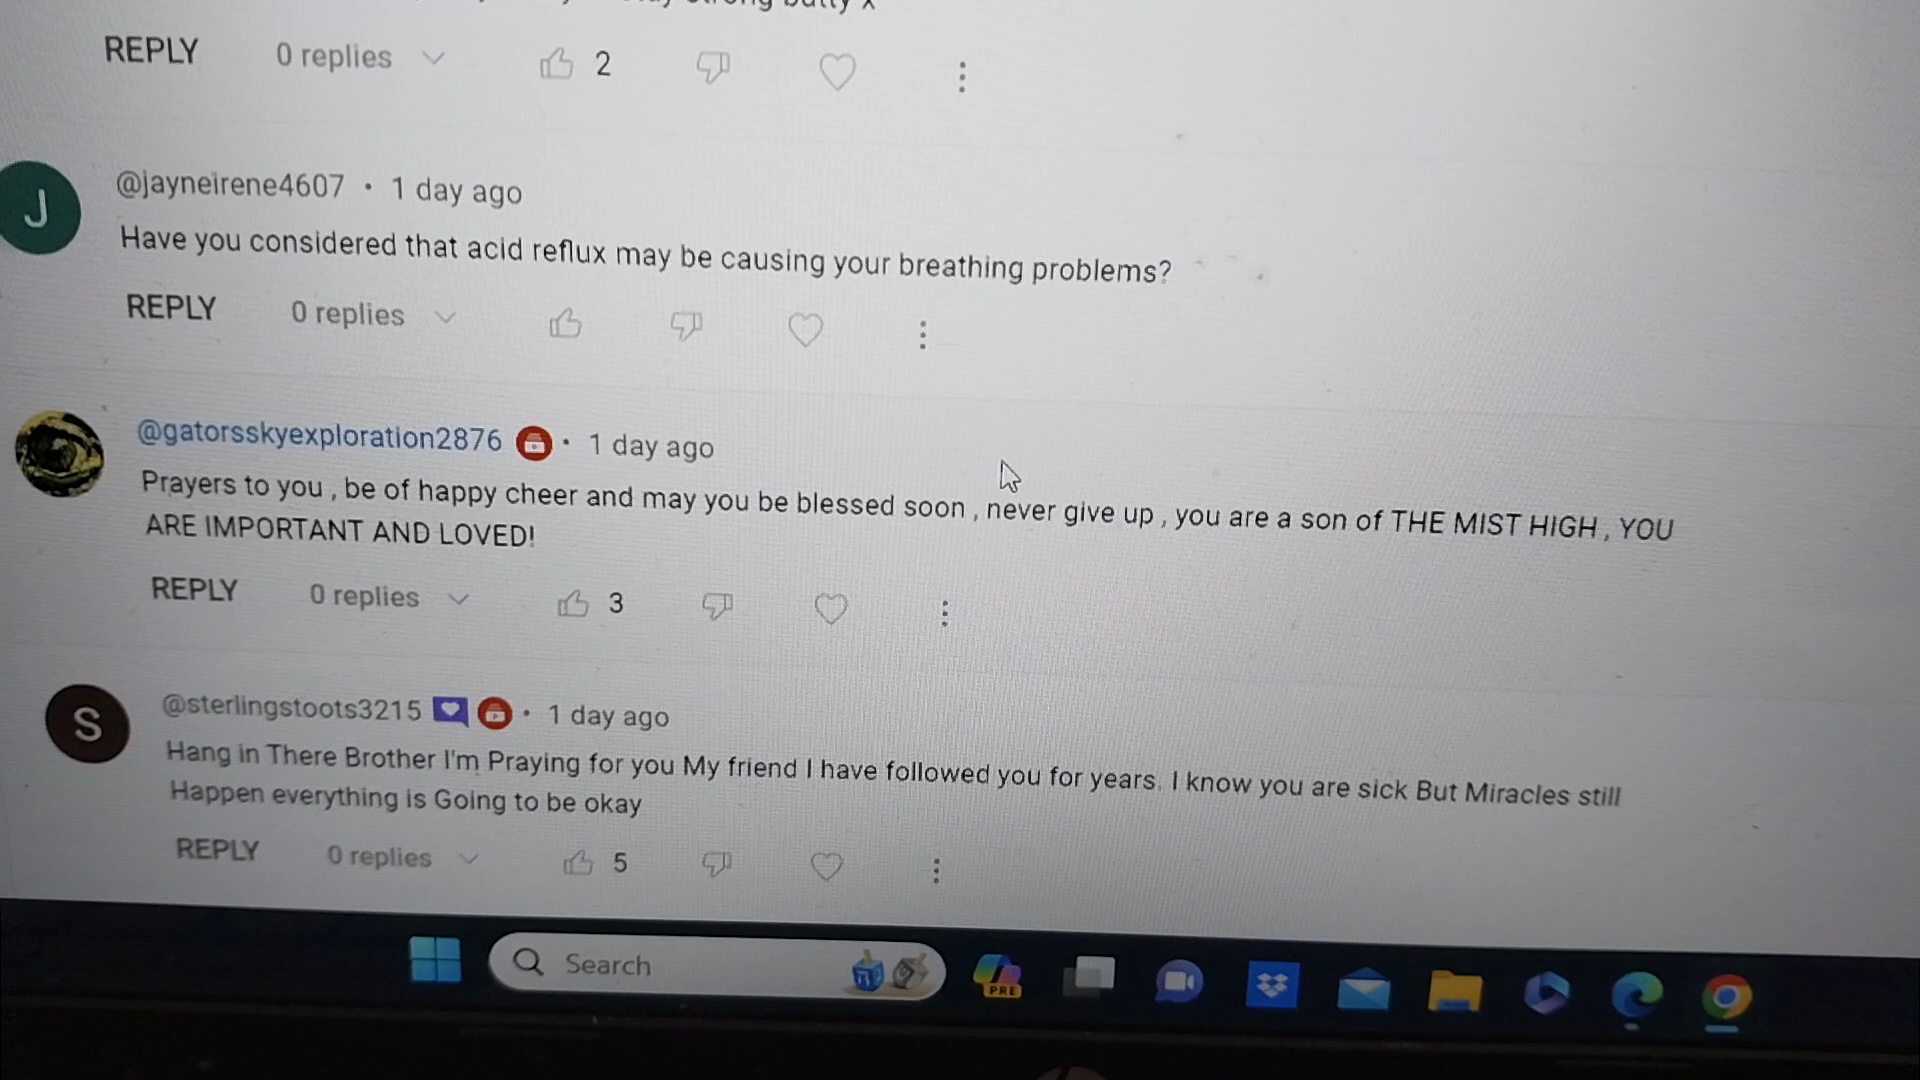 REPLY 0 replies 2
J @jayneirene4607 • 1 day ago
Have you considered that acid reflux may be causing your breathing problems?
REPLY 0 replies
@gatorsskyexploration2876 • 1 day ago
Prayers to you , be of happy cheer and may you be blessed soon , never give up , you are a son of THE MIST HIGH , YOU
ARE IMPORTANT AND LOVED!
REPLY 0 replies 3
S @sterlingstoots3215 • 1 day ago
Hang in There Brother I'm Praying for you My friend I have followed you for years. I know you are sick But Miracles still
Happen everything is Going to be okay
REPLY 0 replies 5
Search PRE